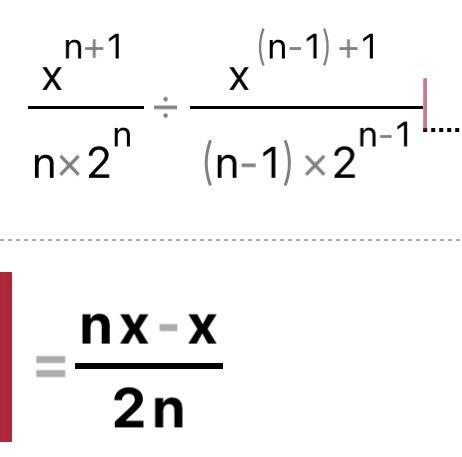 x^(n+1)/(n×2^n) ÷ x^((n-1)+1)/((n-1)×2^(n-1))
= (nx-x)/(2n)